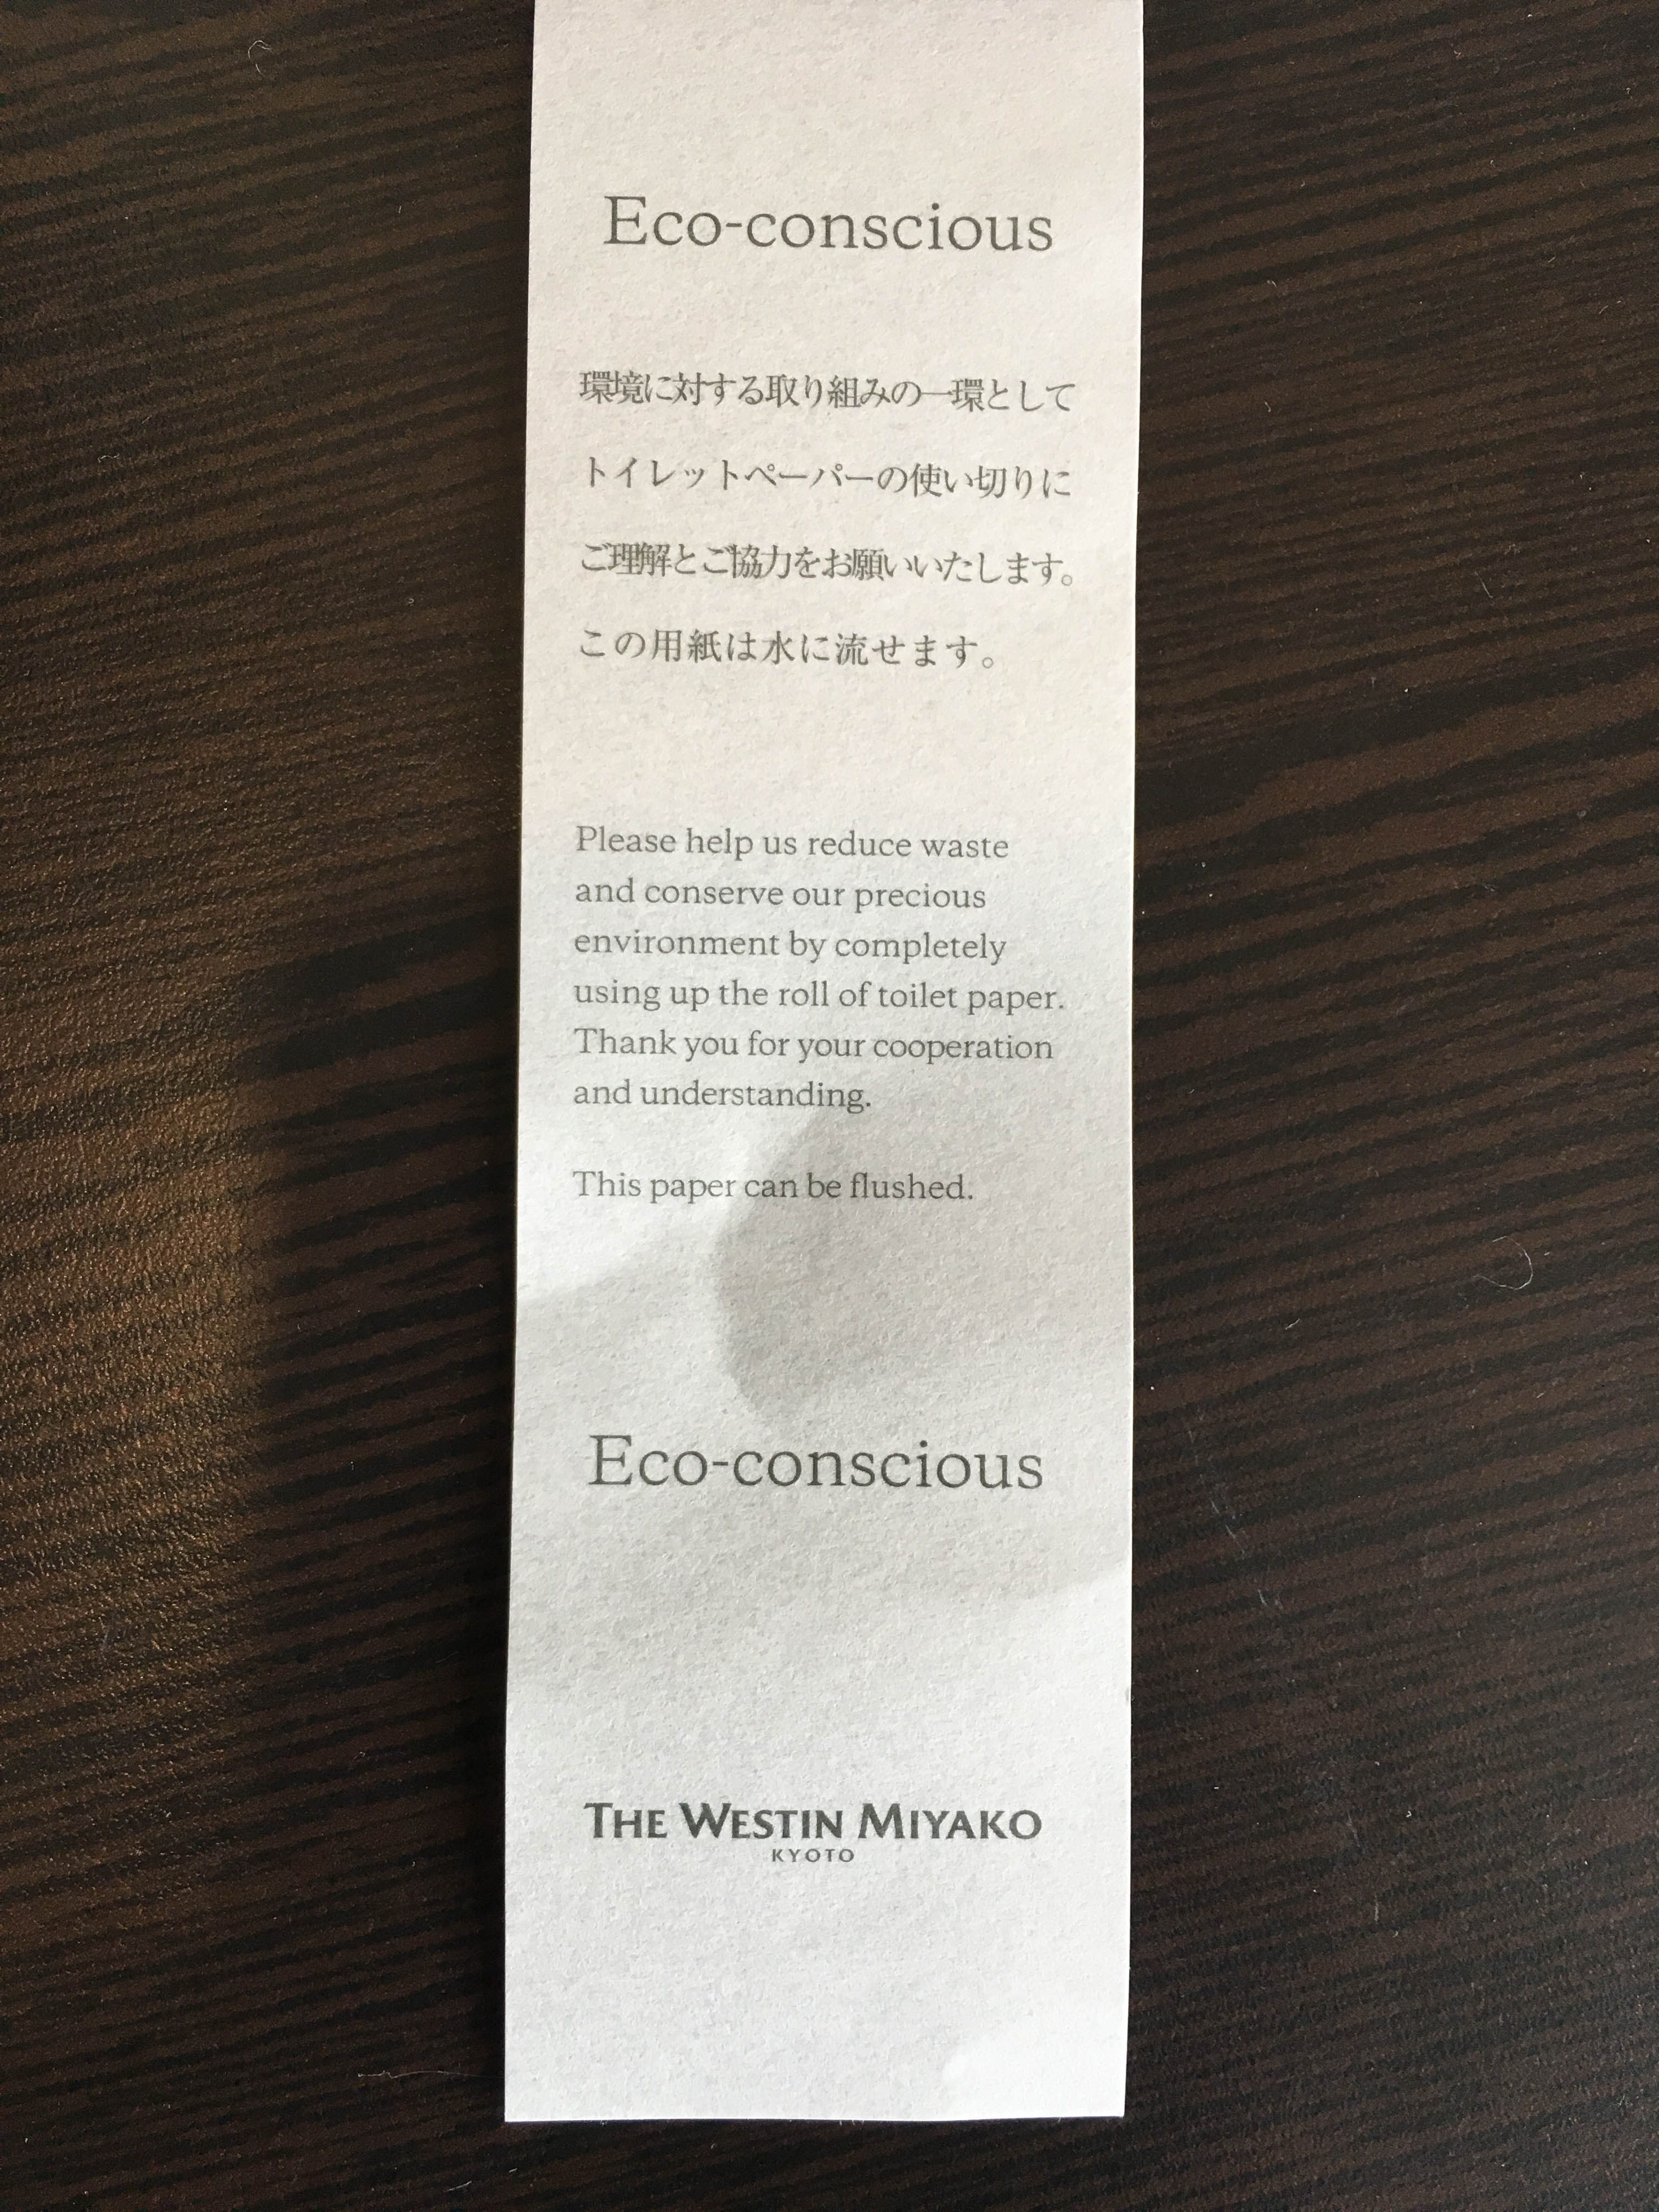 Eco-conscious
環境に対する取り組みの一環として
トイレットペーパーの使い切りに
ご理解とご協力をお願いいたします。
この用紙は水に流せます。
Please help us reduce waste
and conserve our precious
environment by completely
using up the roll of toilet paper.
Thank you for your cooperation
and understanding.
This paper can be flushed.
Eco-conscious
THE WESTIN MIYAKO
KYOTO